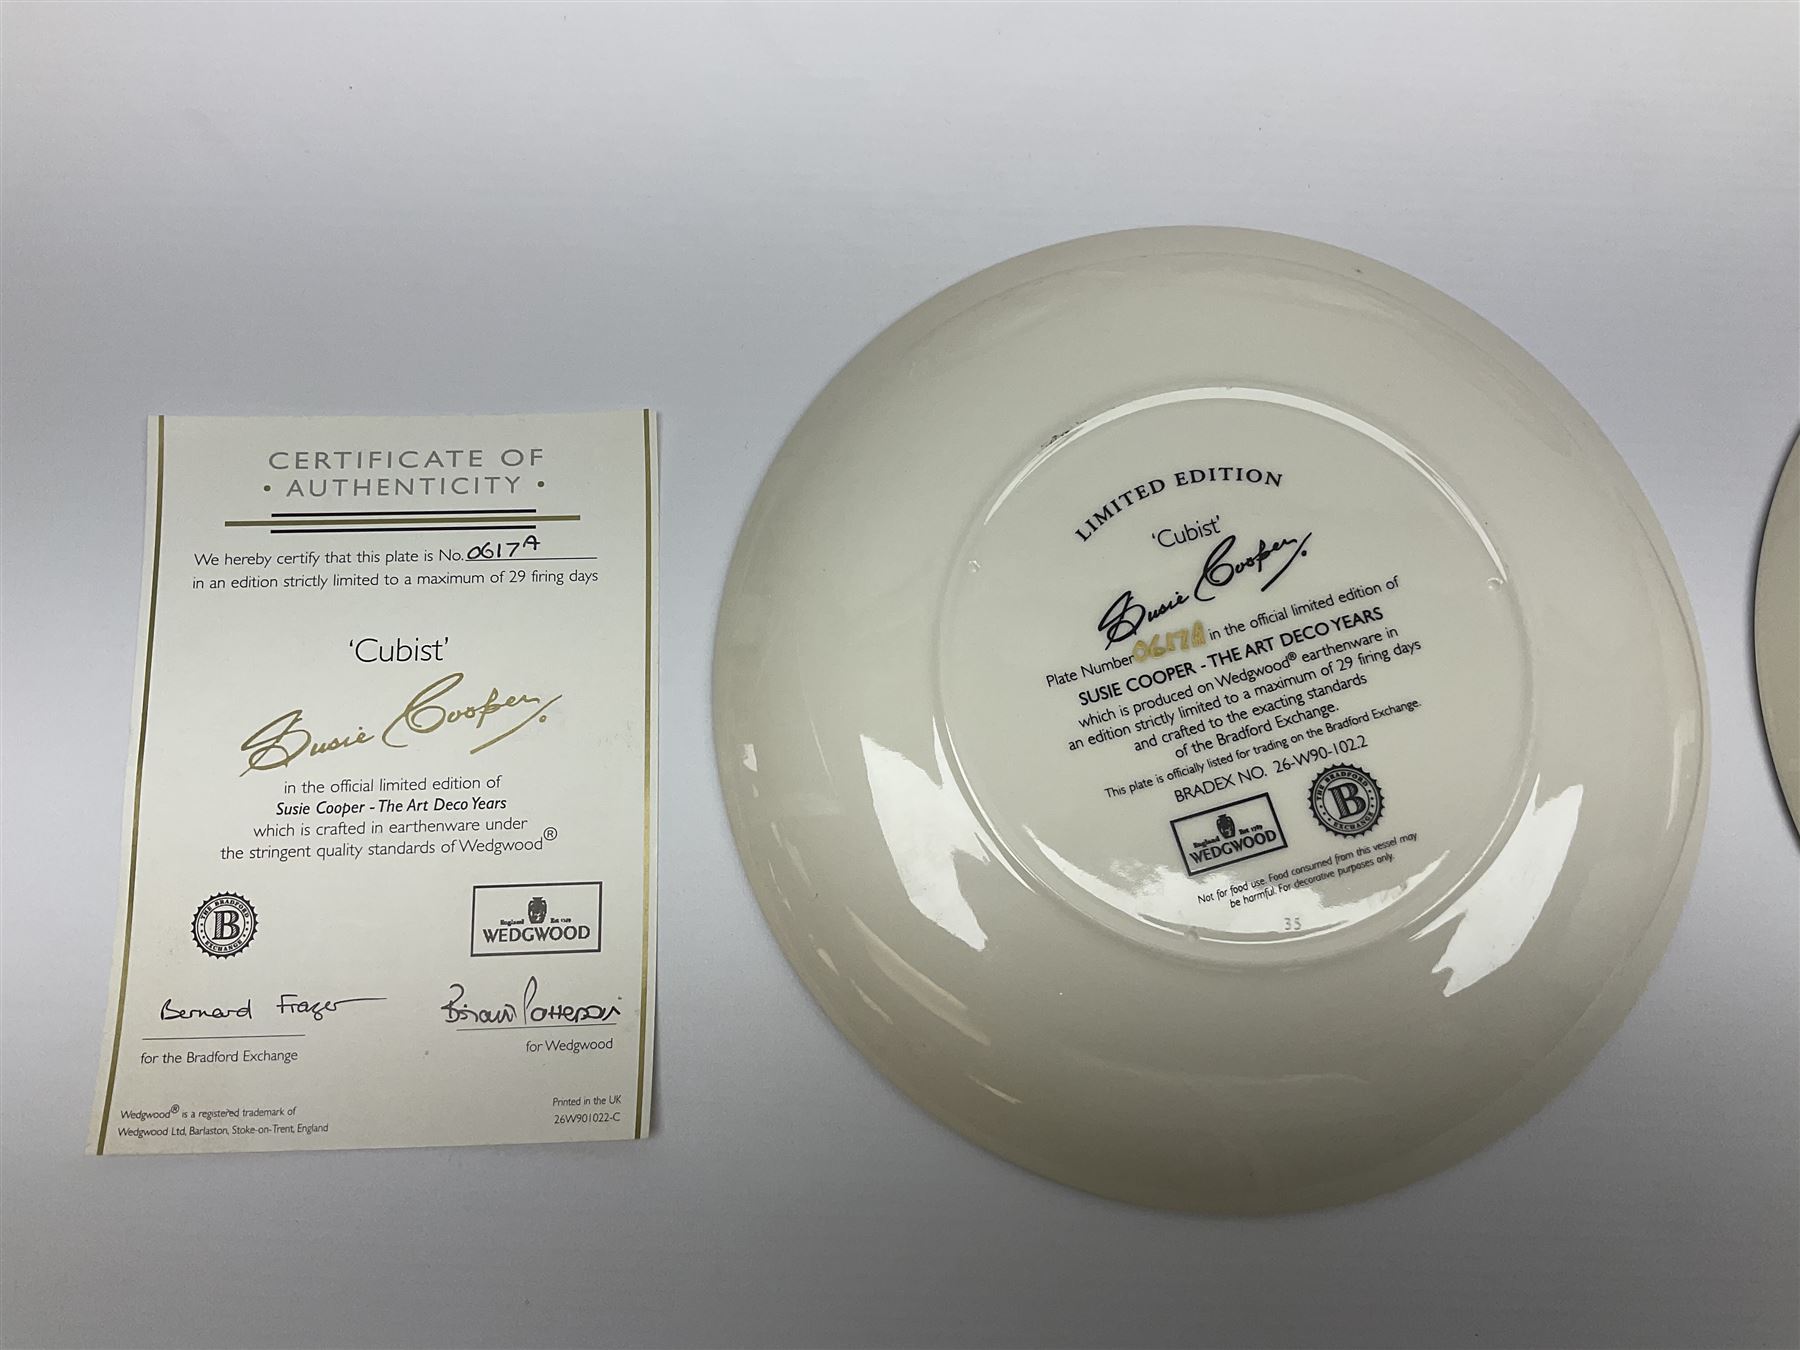 CERTIFICATE OF
• AUTHENTICITY •
We hereby certify that this plate is No. 0617A
in an edition strictly limited to a maximum of 29 firing days
'Cubist'
Susie Cooper.
in the official limited edition of
Susie Cooper - The Art Deco Years
which is crafted in earthenware under
the stringent quality standards of Wedgwood®
THE BRADFORD
B
EXCHANGE
England Est 1759
WEDGWOOD
Bernard Frazer
for the Bradford Exchange
Brian Patterson
for Wedgwood
Wedgwood® is a registered trademark of
Wedgwood Ltd, Barlaston, Stoke-on-Trent, England
Printed in the UK
26W901022-C
LIMITED EDITION
'Cubist'
Susie Cooper.
Plate Number 0617A in the official limited edition of
SUSIE COOPER - THE ART DECO YEARS
which is produced on Wedgwood® earthenware in
an edition strictly limited to a maximum of 29 firing days
and crafted to the exacting standards
of the Bradford Exchange.
This plate is officially listed for trading on the Bradford Exchange.
BRADEX NO. 26-W90-102.2
England Est 1759
WEDGWOOD
THE BRADFORD
B
EXCHANGE
Not for food use. Food consumed from this vessel may
be harmful. For decorative purposes only.
35